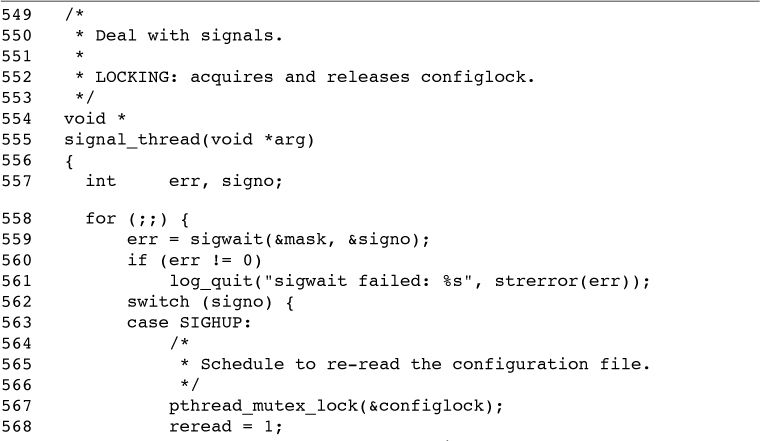 549 /*
550 * Deal with signals.
551 *
552 * LOCKING: acquires and releases configlock.
553 */
554 void *
555 signal_thread(void *arg)
556 {
557 int err, signo;
558 for (;;) {
559 err = sigwait(&mask, &signo);
560 if (err != 0)
561 log_quit("sigwait failed: %s", strerror(err));
562 switch (signo) {
563 case SIGHUP:
564 /*
565 * Schedule to re-read the configuration file.
566 */
567 pthread_mutex_lock(&configlock);
568 reread = 1;